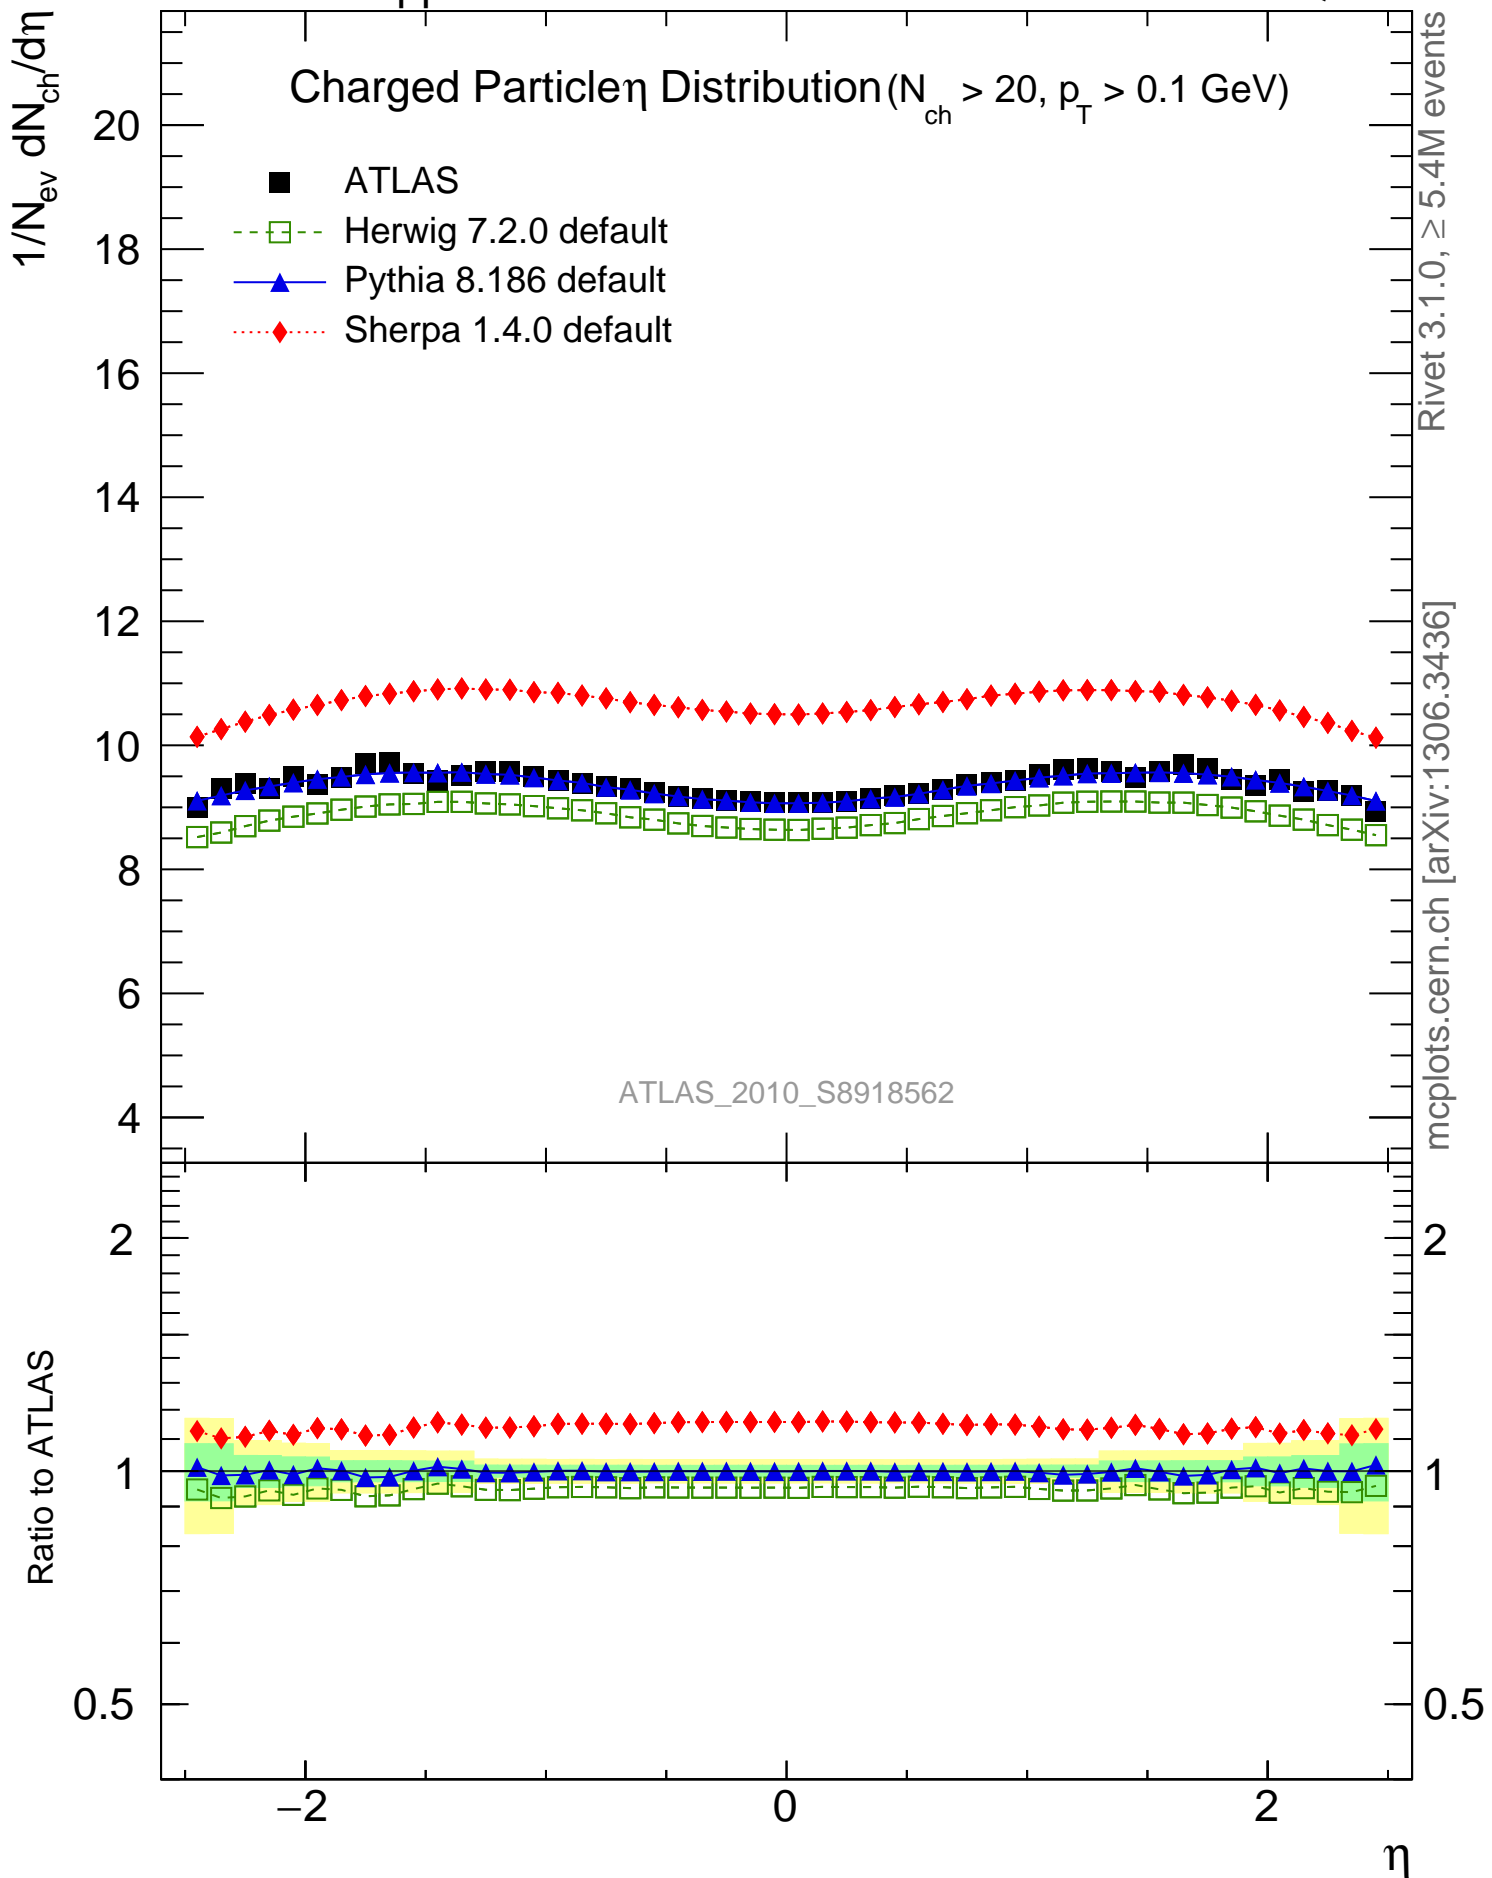 pp
1/N_ev dN_ch/dη
Charged Particleη Distribution (N_ch > 20, p_T > 0.1 GeV)
ATLAS
Herwig 7.2.0 default
Pythia 8.186 default
Sherpa 1.4.0 default
20
18
16
14
12
10
8
6
4
ATLAS_2010_S8918562
Rivet 3.1.0, ≥ 5.4M events
mcplots.cern.ch [arXiv:1306.3436]
Ratio to ATLAS
2
2
1
1
0.5
0.5
−2
0
2
η